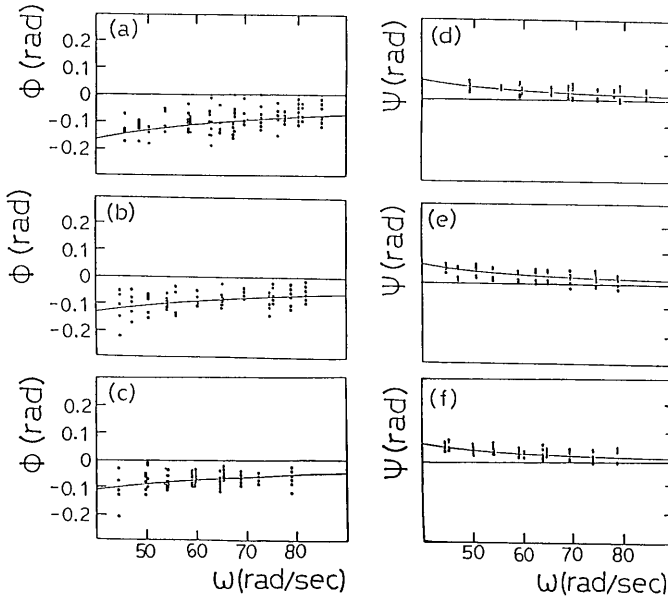 (a)
Φ (rad)
0.2
0.1
0
-0.1
-0.2
(b)
Φ (rad)
0.2
0.1
0
-0.1
-0.2
(c)
Φ (rad)
0.2
0.1
0
-0.1
-0.2
50 60 70 80
ω(rad/sec)
(d)
Ψ (rad)
(e)
Ψ (rad)
(f)
Ψ (rad)
50 60 70 80
ω(rad/sec)